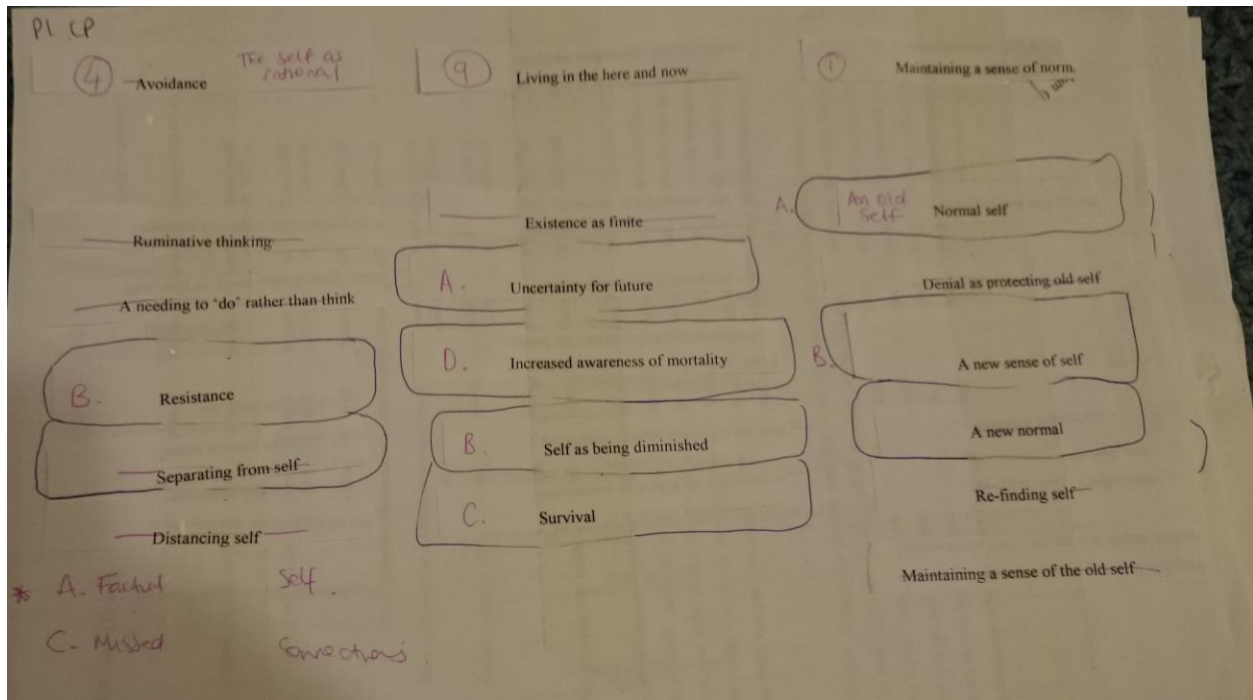 PI CP
④ Avoidance
The self as
rational
Ruminative thinking
A needing to 'do' rather than think
B. Resistance
Separating from self
Distancing self
* A. Factual Self.
C- Missed Connections
⑨ Living in the here and now
Existence as finite
A. Uncertainty for future
D. Increased awareness of mortality
B. Self as being diminished
C. Survival
① Maintaining a sense of norm.
A. An old
self
Normal self
Denial as protecting old self
B. A new sense of self
A new normal
Re-finding self
Maintaining a sense of the old self